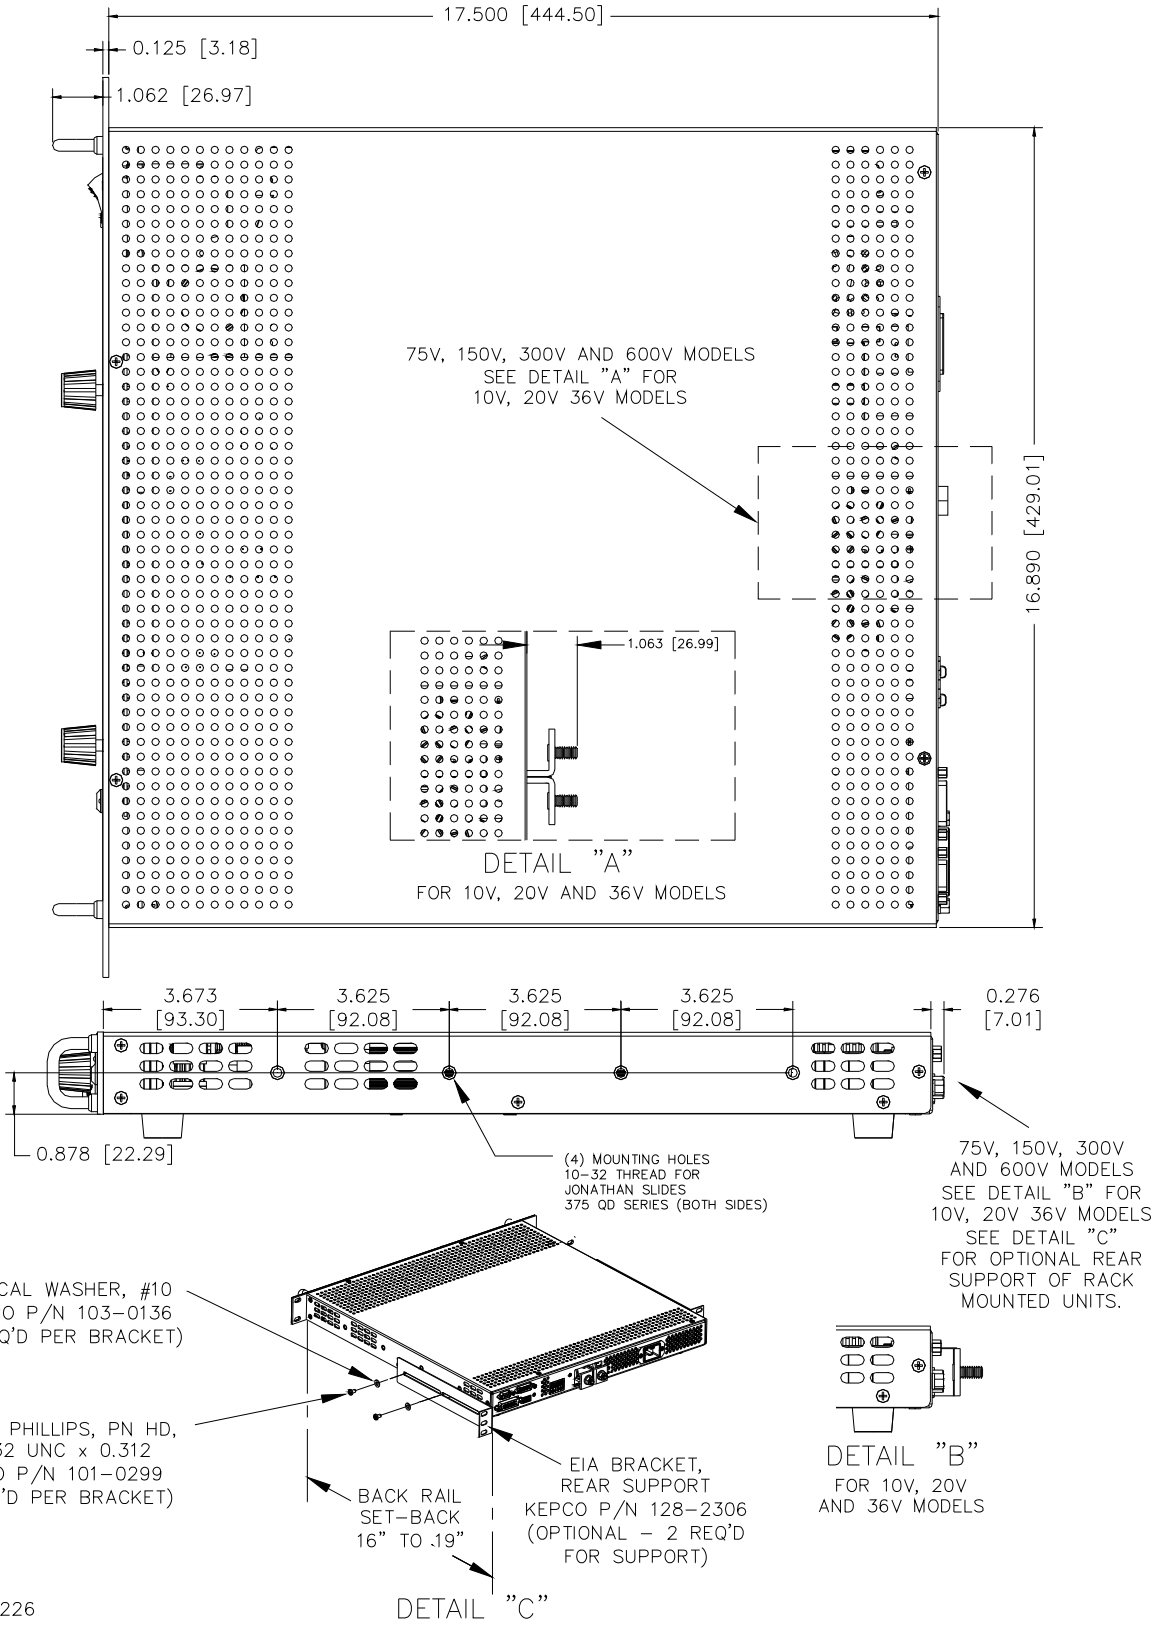 17.500 [444.50]
0.125 [3.18]
1.062 [26.97]
75V, 150V, 300V AND 600V MODELS
SEE DETAIL "A" FOR
10V, 20V 36V MODELS
16.890 [429.01]
1.063 [26.99]
DETAIL "A"
FOR 10V, 20V AND 36V MODELS
3.673
[93.30]
3.625
[92.08]
3.625
[92.08]
3.625
[92.08]
0.276
[7.01]
0.878 [22.29]
(4) MOUNTING HOLES
10-32 THREAD FOR
JONATHAN SLIDES
375 QD SERIES (BOTH SIDES)
75V, 150V, 300V
AND 600V MODELS
SEE DETAIL "B" FOR
10V, 20V 36V MODELS
SEE DETAIL "C"
FOR OPTIONAL REAR
SUPPORT OF RACK
MOUNTED UNITS.
CAL WASHER, #10
O P/N 103-0136
Q'D PER BRACKET)
PHILLIPS, PN HD,
32 UNC x 0.312
O P/N 101-0299
'D PER BRACKET)
BACK RAIL
SET-BACK
16" TO 19"
EIA BRACKET,
REAR SUPPORT
KEPCO P/N 128-2306
(OPTIONAL - 2 REQ'D
FOR SUPPORT)
DETAIL "B"
FOR 10V, 20V
AND 36V MODELS
DETAIL "C"
226